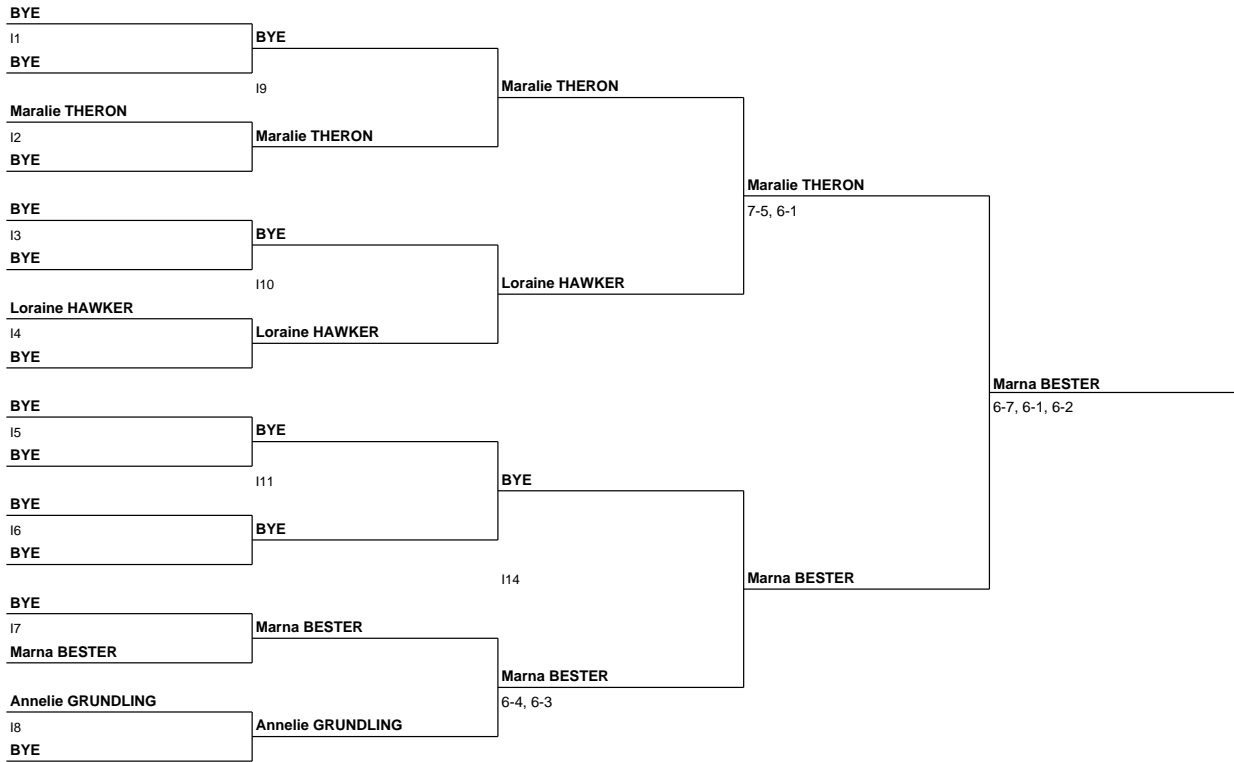 BYE
I1
BYE
BYE
I9
Maralie THERON
Maralie THERON
I2
Maralie THERON
BYE
Maralie THERON
7-5, 6-1
BYE
I3
BYE
BYE
I10
Loraine HAWKER
Loraine HAWKER
I4
Loraine HAWKER
BYE
Marna BESTER
6-7, 6-1, 6-2
BYE
I5
BYE
BYE
I11
BYE
BYE
I6
BYE
BYE
I14
Marna BESTER
BYE
I7
Marna BESTER
Marna BESTER
Marna BESTER
6-4, 6-3
Annelie GRUNDLING
I8
Annelie GRUNDLING
BYE